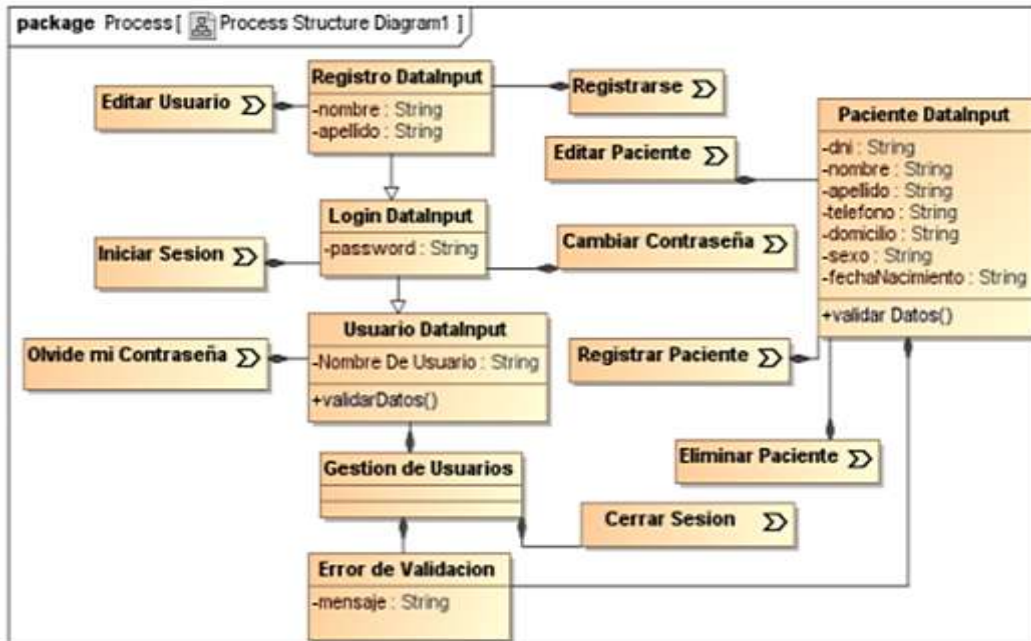 package Process [ Process Structure Diagram1 ]
Registro DataInput
-nombre : String
-apellido : String
Editar Usuario
Registrarse
Paciente DataInput
-dni : String
-nombre : String
-apellido : String
-telefono : String
-domicilio : String
-sexo : String
-fechaNacimiento : String
+validar Datos()
Editar Paciente
Login DataInput
-password : String
Iniciar Sesion
Cambiar Contraseña
Usuario DataInput
-Nombre De Usuario : String
+validarDatos()
Olvide mi Contraseña
Registrar Paciente
Gestion de Usuarios
Eliminar Paciente
Cerrar Sesion
Error de Validacion
-mensaje : String